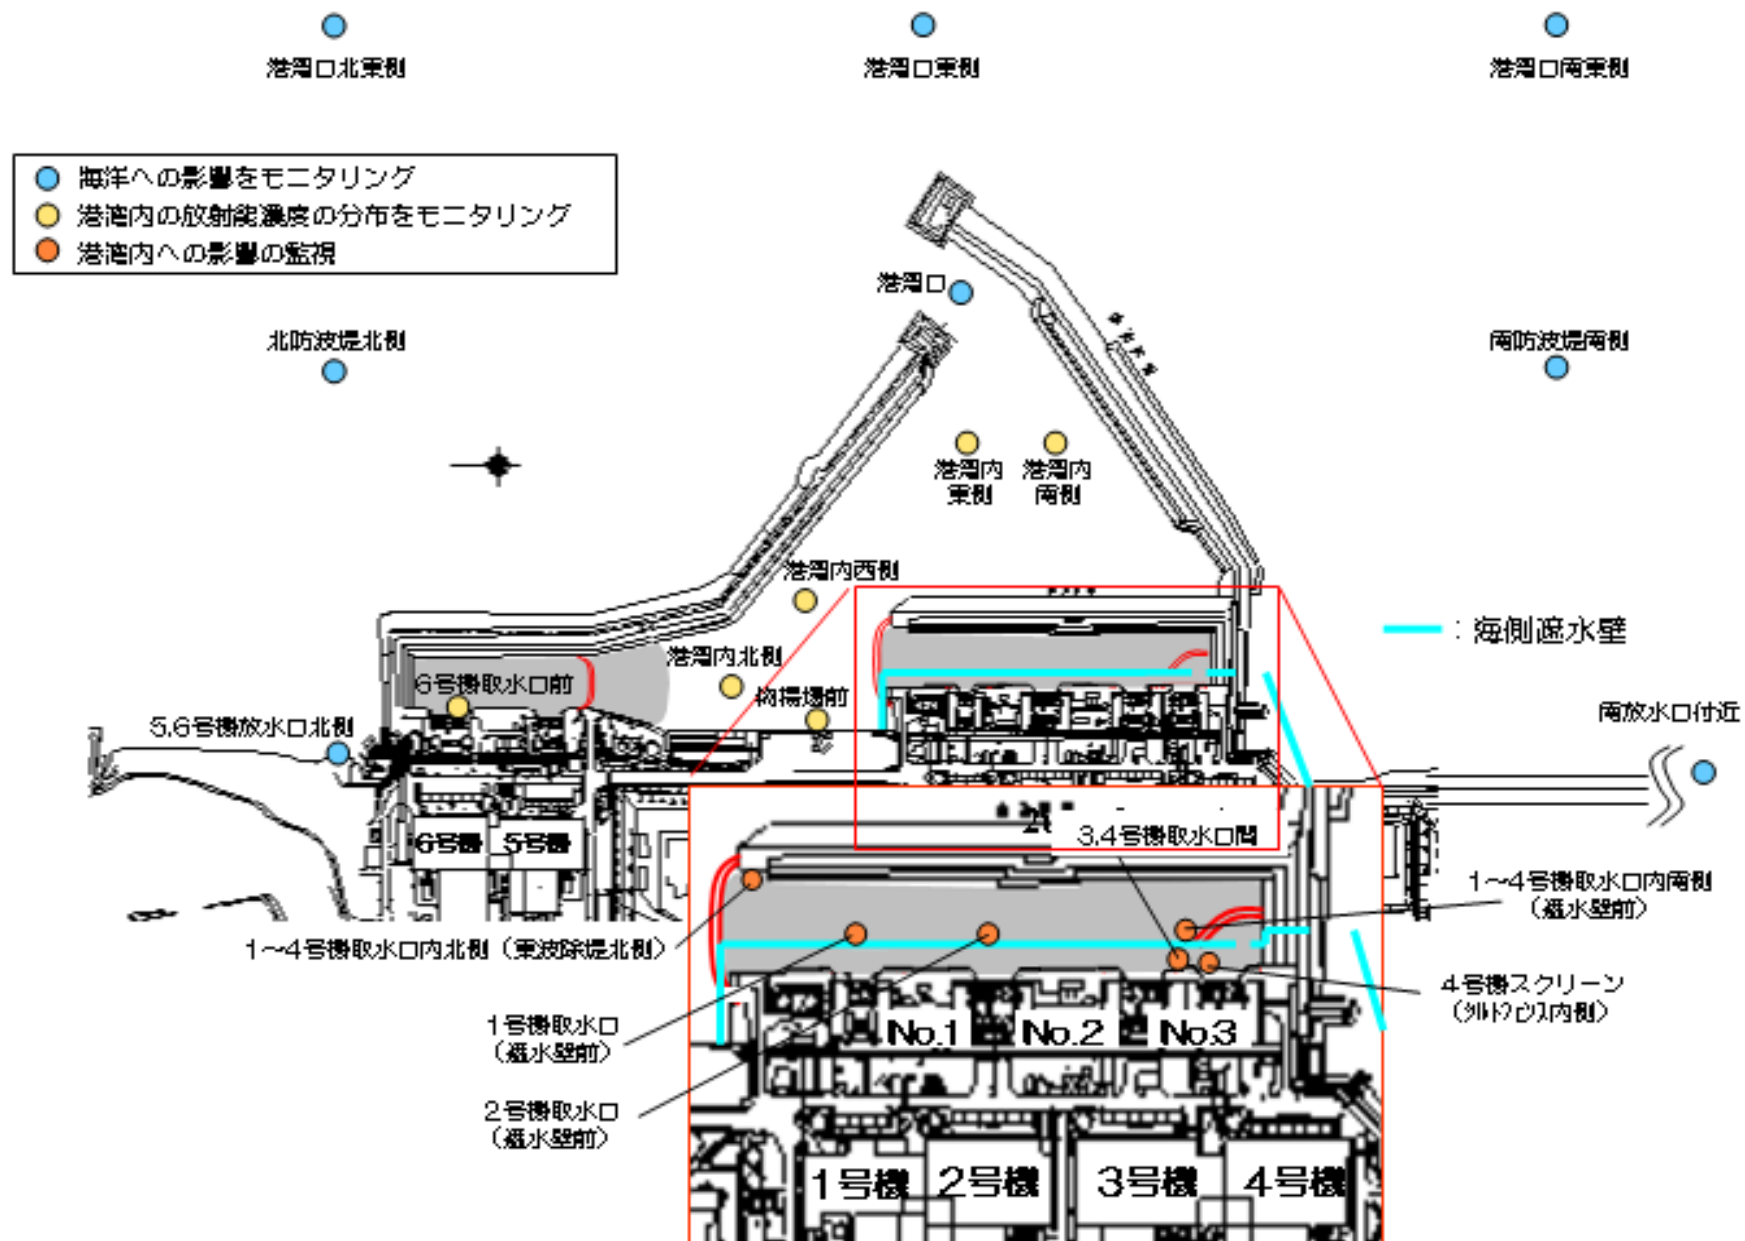 港湾口北東側
港湾口東側
港湾口南東側
海洋への影響をモニタリング
港湾内の放射能濃度の分布をモニタリング
港湾内への影響の監視
港湾口
北防波堤北側
南防波堤南側
港湾内
東側
港湾内
南側
港湾内西側
:海側遮水壁
港湾内北側
6号機取水口前
物揚場前
5,6号機放水口北側
南放水口付近
6号機
5号機
3,4号機取水口間
1～4号機取水口内南側
(遮水壁前)
1～4号機取水口内北側(東波除堤北側)
4号機スクリーン
(シルトフェンス内側)
1号機取水口
(遮水壁前)
No.1
No.2
No.3
2号機取水口
(遮水壁前)
1号機
2号機
3号機
4号機